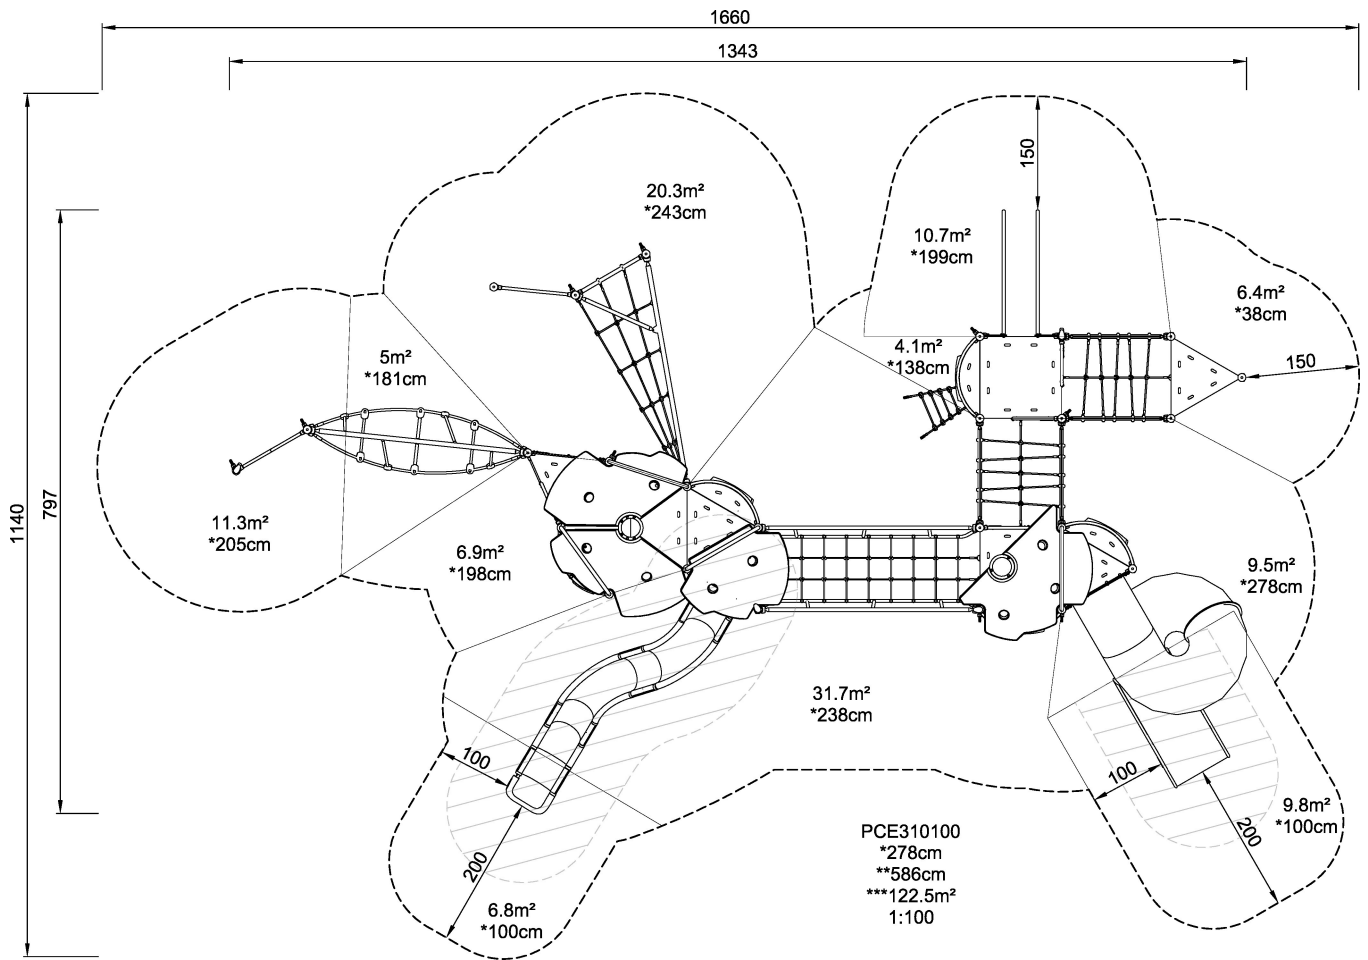 1660
1343
150
20.3m²
*243cm
10.7m²
*199cm
6.4m²
*38cm
5m²
*181cm
4.1m²
*138cm
150
1140
797
11.3m²
*205cm
6.9m²
*198cm
9.5m²
*278cm
31.7m²
*238cm
100
100
9.8m²
*100cm
200
200
PCE310100
*278cm
**586cm
***122.5m²
1:100
6.8m²
*100cm